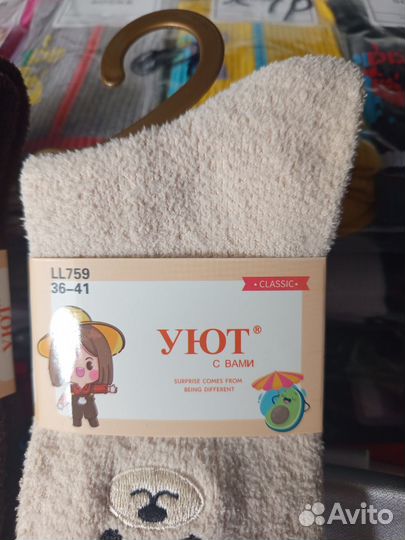 LL759
36-41
• CLASSIC •
УЮТ®
С ВАМИ
SURPRISE COMES FROM
BEING DIFFERENT
Avito